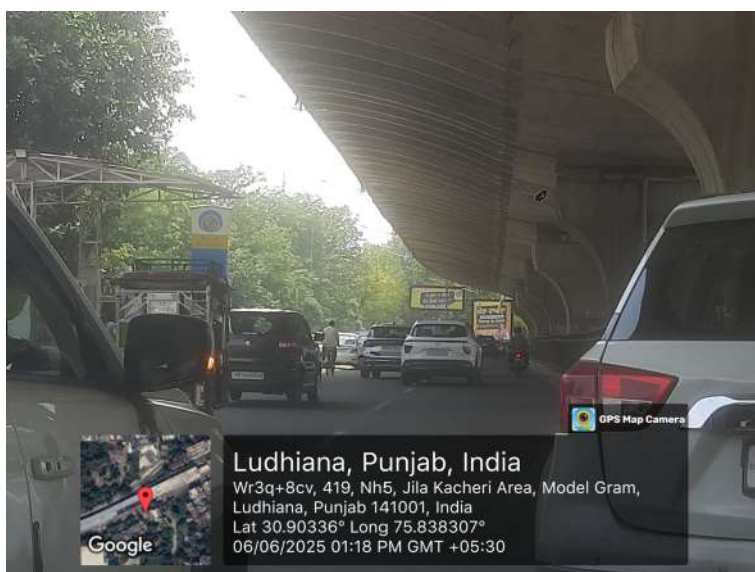 GPS Map Camera
Ludhiana, Punjab, India
Wr3q+8cv, 419, Nh5, Jila Kacheri Area, Model Gram,
Ludhiana, Punjab 141001, India
Lat 30.90336° Long 75.838307°
06/06/2025 01:18 PM GMT +05:30
Google